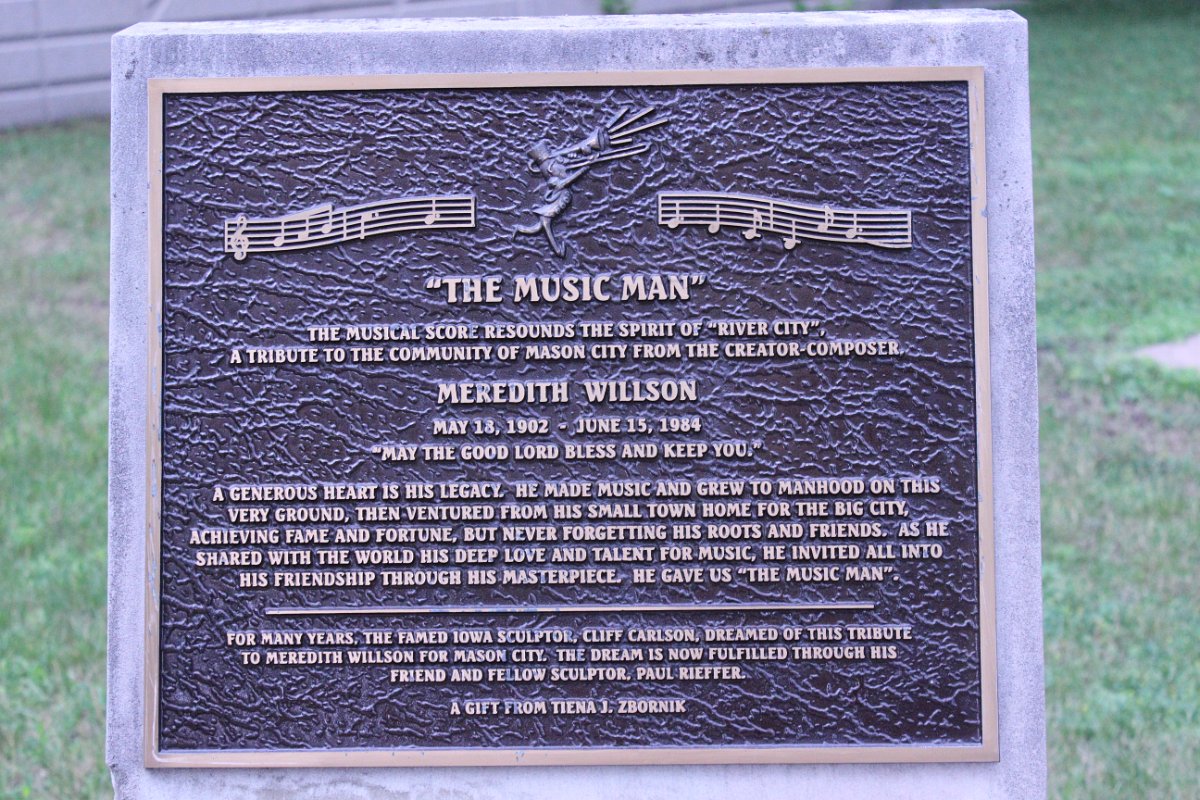 "THE MUSIC MAN"
THE MUSICAL SCORE RESOUNDS THE SPIRIT OF "RIVER CITY",
A TRIBUTE TO THE COMMUNITY OF MASON CITY FROM THE CREATOR-COMPOSER
MEREDITH WILLSON
MAY 18, 1902 - JUNE 15, 1984
"MAY THE GOOD LORD BLESS AND KEEP YOU."
A GENEROUS HEART IS HIS LEGACY. HE MADE MUSIC AND GREW TO MANHOOD ON THIS
VERY GROUND, THEN VENTURED FROM HIS SMALL TOWN HOME FOR THE BIG CITY,
ACHIEVING FAME AND FORTUNE, BUT NEVER FORGETTING HIS ROOTS AND FRIENDS. AS HE
SHARED WITH THE WORLD HIS DEEP LOVE AND TALENT FOR MUSIC, HE INVITED ALL INTO
HIS FRIENDSHIP THROUGH HIS MASTERPIECE. HE GAVE US "THE MUSIC MAN".
FOR MANY YEARS, THE FAMED IOWA SCULPTOR, CLIFF CARLSON, DREAMED OF THIS TRIBUTE
TO MEREDITH WILLSON FOR MASON CITY. THE DREAM IS NOW FULFILLED THROUGH HIS
FRIEND AND FELLOW SCULPTOR, PAUL RIEFFER.
A GIFT FROM TIENA J. ZBORNIK